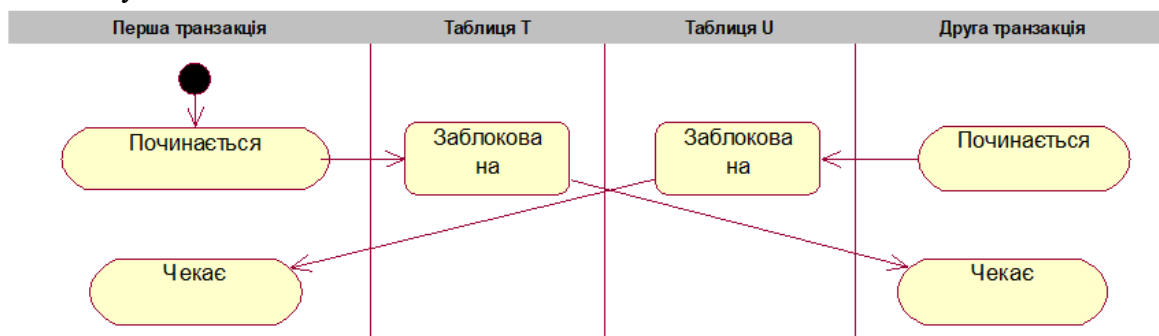 Перша транзакція Таблиця T Таблиця U Друга транзакція
Починається
Заблокова
на
Заблокова
на
Починається
Чекає
Чекає